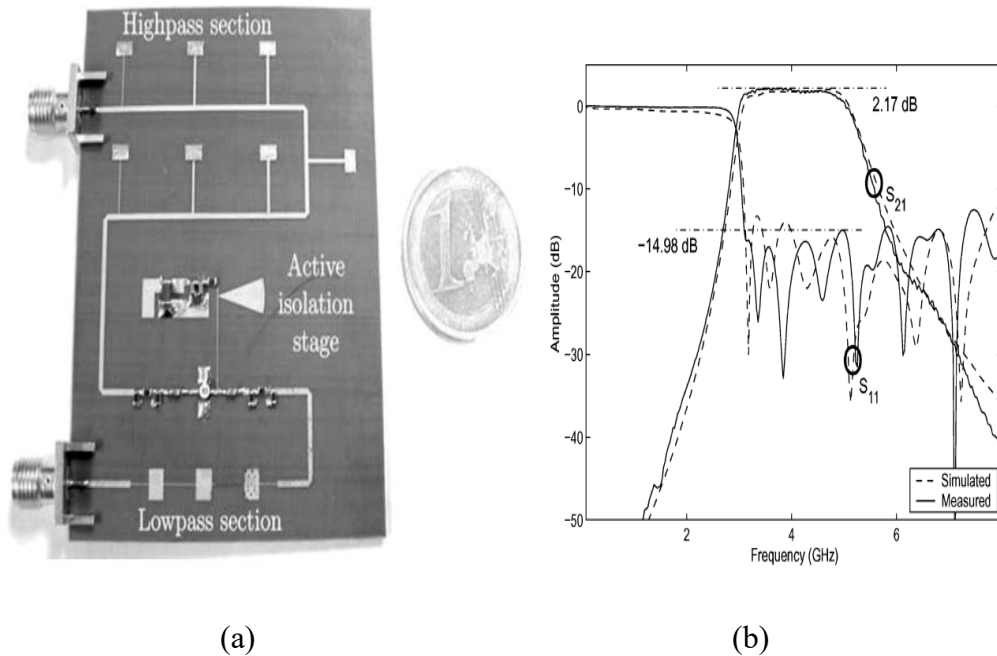 Highpass section
Active
isolation
stage
Lowpass section
1
0
-10
-20
-30
-40
-50
2
4
6
Amplitude (dB)
Frequency (GHz)
2.17 dB
−14.98 dB
S21
S11
Simulated
Measured
(a)
(b)